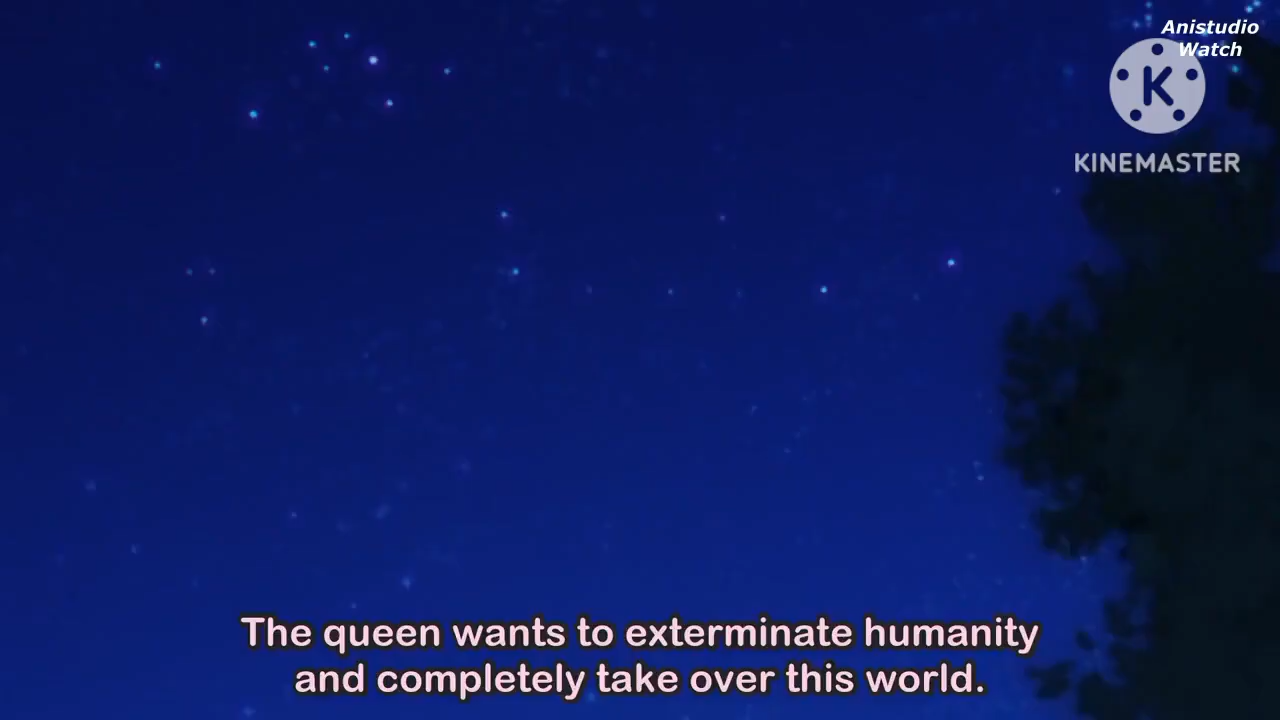 Anistudio
Watch
K
KINEMASTER
The queen wants to exterminate humanity
and completely take over this world.